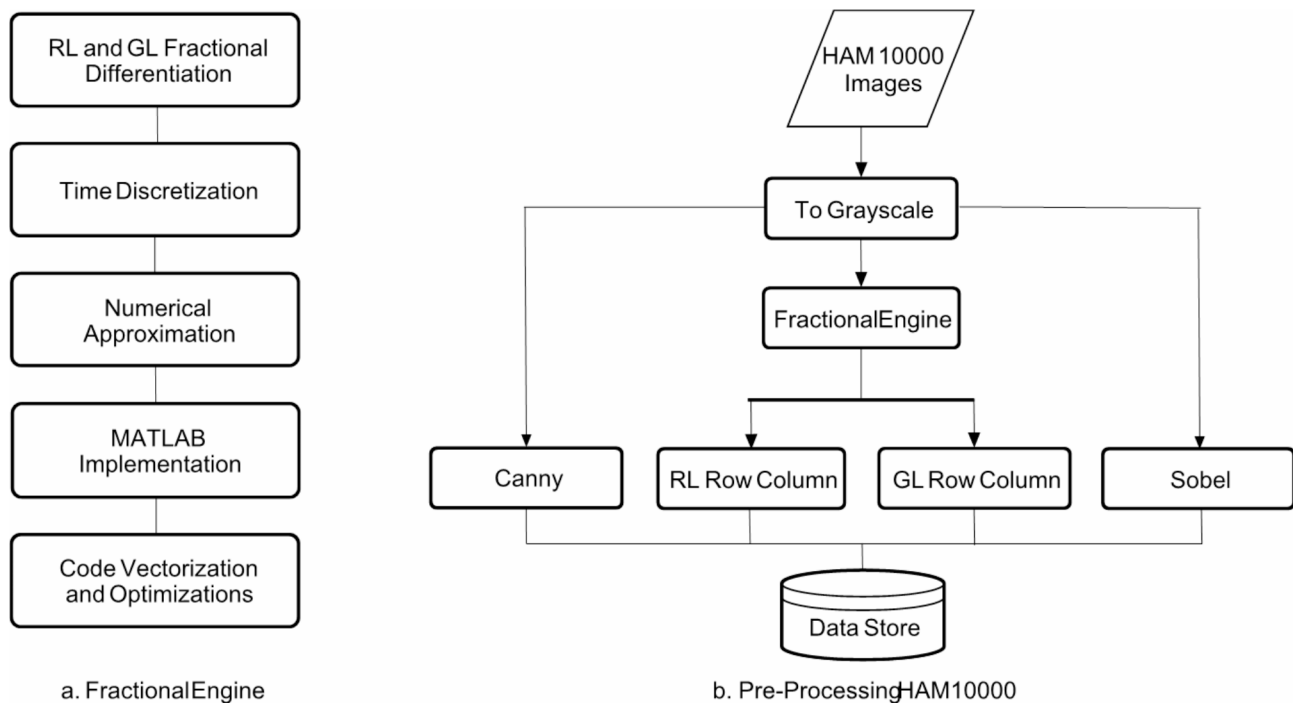 RL and GL Fractional
Differentiation
Time Discretization
Numerical
Approximation
MATLAB
Implementation
Code Vectorization
and Optimizations
a. FractionalEngine
HAM 10000
Images
To Grayscale
FractionalEngine
Canny
RL Row Column
GL Row Column
Sobel
Data Store
b. Pre-ProcessingHAM10000